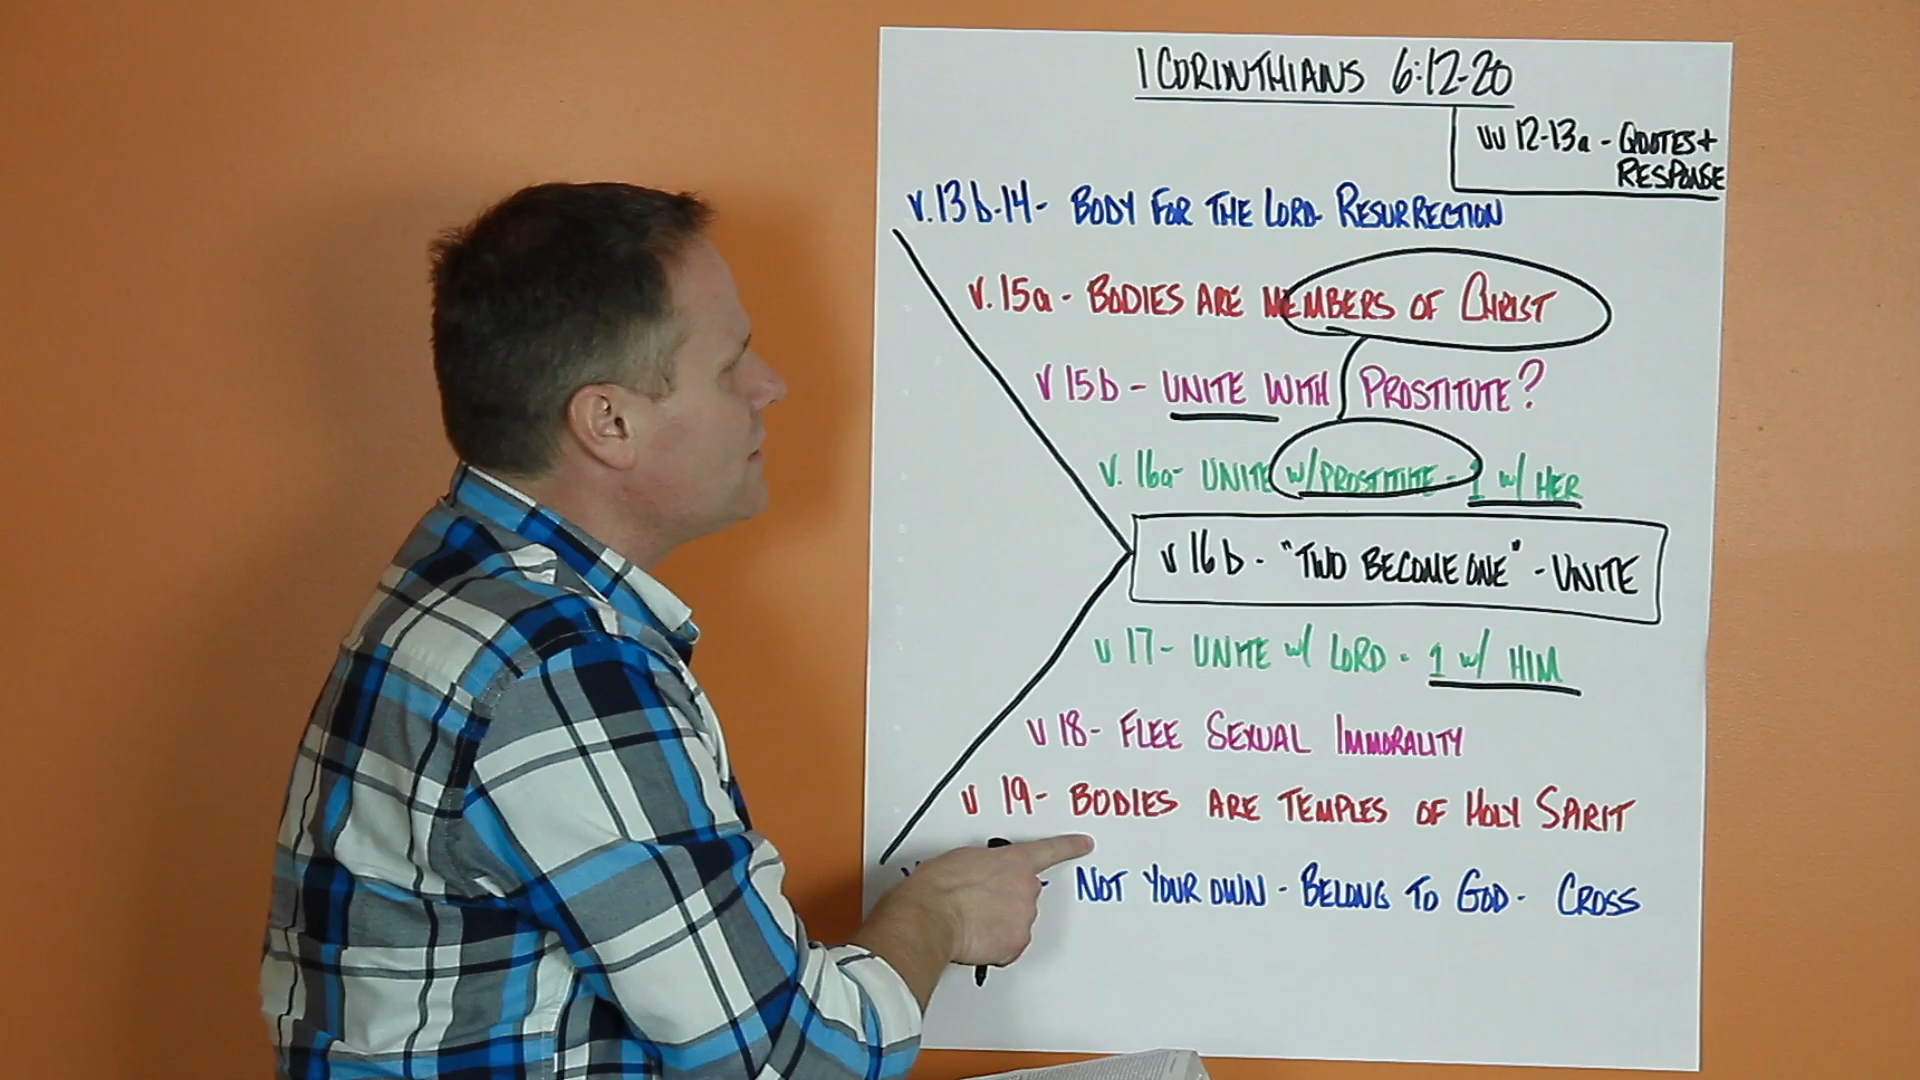 1 CORINTHIANS 6:12-20
vv 12-13a - QUOTES +
RESPONSE
v.13b-14- BODY FOR THE LORD- RESURRECTION
v.15a- BODIES ARE MEMBERS OF CHRIST
v 15b - UNITE WITH PROSTITUTE?
v.16a- UNITE w/PROSTITUTE - 1 w/ HER
v 16b - "TWO BECOME ONE" - UNITE
v 17- UNITE w/ LORD - 1 w/ HIM
v 18- FLEE SEXUAL IMMORALITY
v 19- BODIES ARE TEMPLES OF HOLY SPIRIT
- NOT YOUR OWN - BELONG TO GOD - CROSS